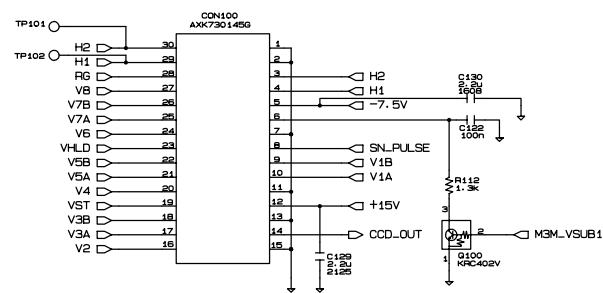 CON100
AXK730145G
TP101
TP102
H2 30 1
H1 29 2
RG 28 3 H2
V8 27 4 H1
V7B 26 5 -7.5V
V7A 25 6
V6 24 7
VHLD 23 8 SN_PULSE
V5B 22 9 V1B
V5A 21 10 V1A
V4 20 11
VST 19 12 +15V
V3B 18 13
V3A 17 14 CCD_OUT
V2 16 15
C130
2.2u
1608
C122
100n
R112
1.3k
3
2 M3M_VSUB1
1
Q100
KRC402V
C129
2.2u
2125